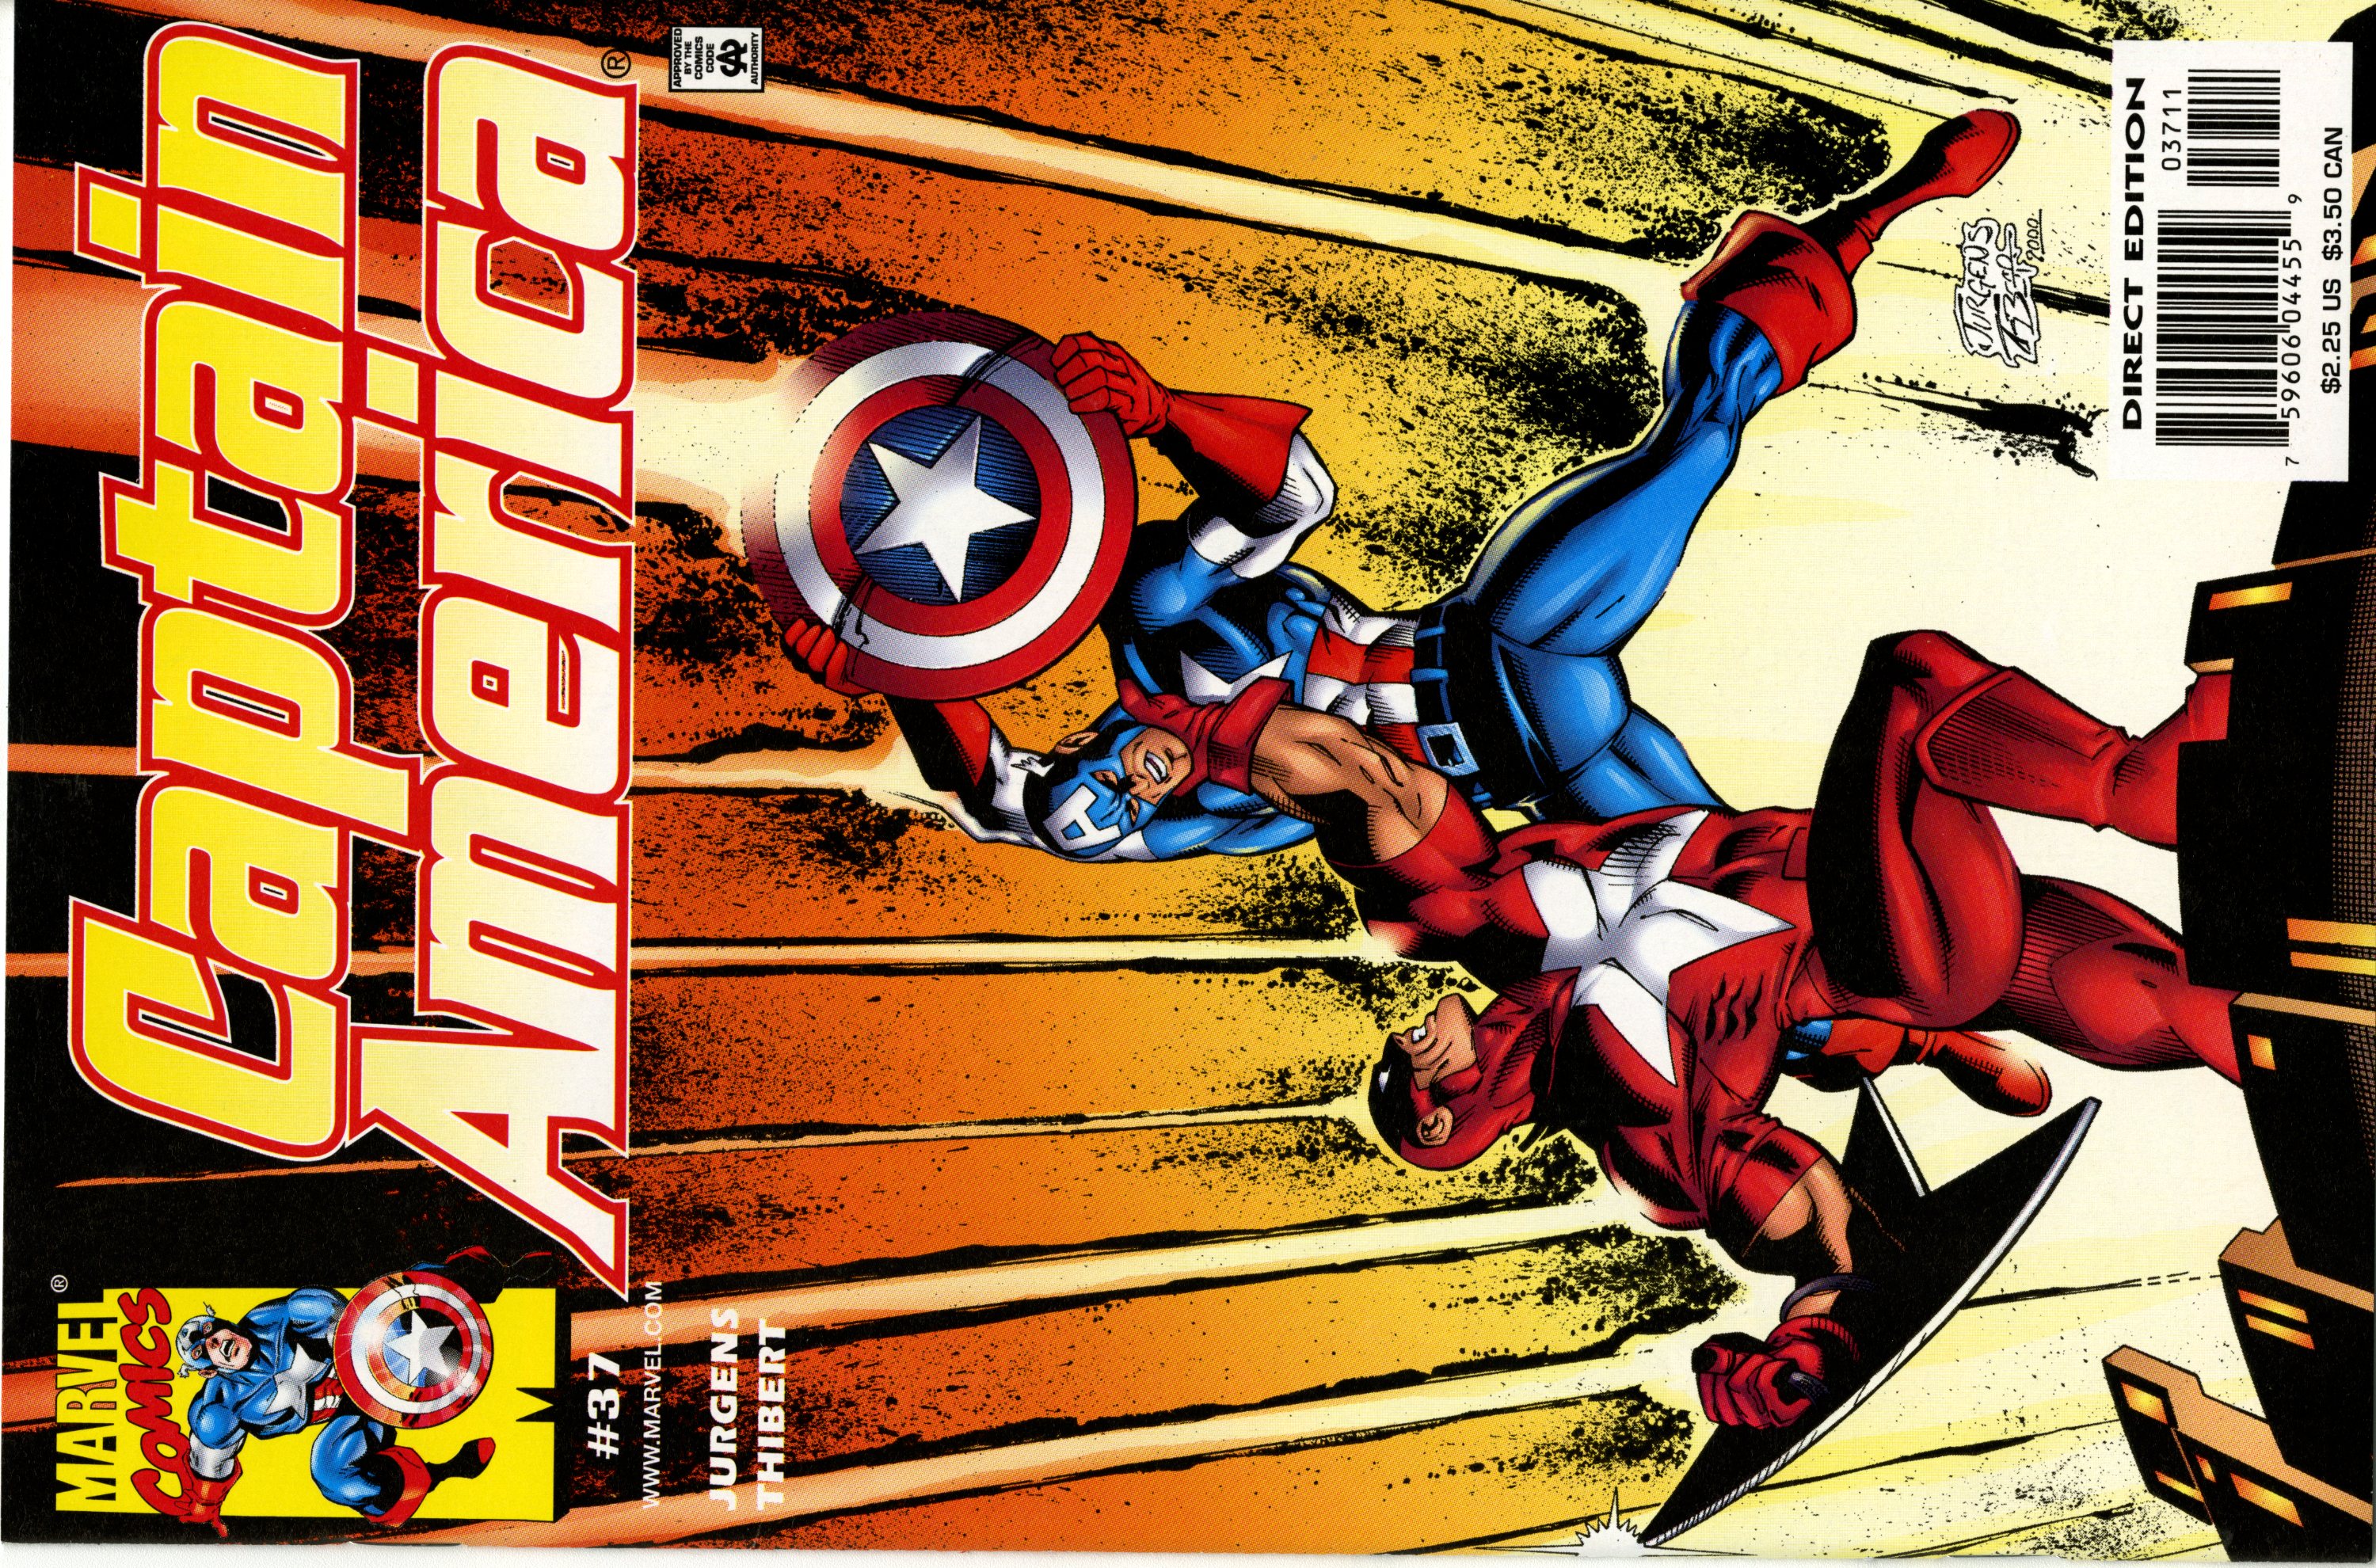 MARVEL®
COMICS
M
#37
WWW.MARVEL.COM
JURGENS
THIBERT
Captain
America®
APPROVED
BY THE
COMICS
CODE
CA
AUTHORITY
A
JURGENS
2000
DIRECT EDITION
03711
7 59606 04455 9
$2.25 US $3.50 CAN